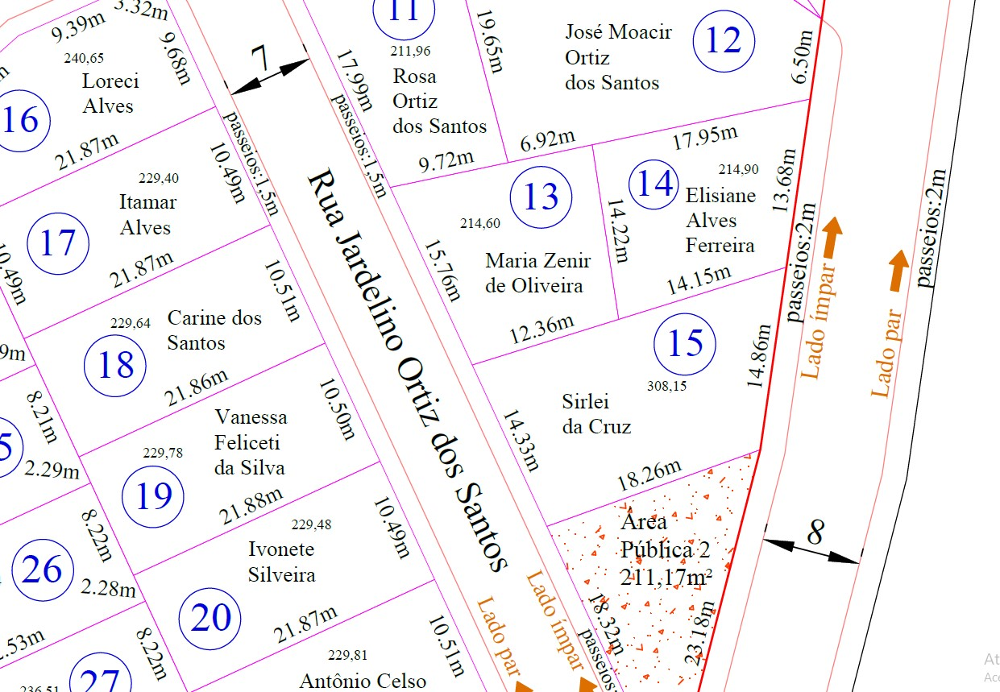 3.32m
9.39m
240,65
Loreci
Alves
9.68m
16
21.87m
7
17.99m
passeios:1,5m
passeios:1,5m
11
211,96
Rosa
Ortiz
dos Santos
19.65m
9.72m
José Moacir
Ortiz
dos Santos
12
6.50m
6.92m
17.95m
229,40
Itamar
Alves
10.49m
17
21.87m
10.49m
13
214,60
Maria Zenir
de Oliveira
15.76m
14.22m
12.36m
14
214,90
Elisiane
Alves
Ferreira
13.68m
14.15m
passeios:2m
Lado ímpar
passeios:2m
Lado par
Rua Jardelino Ortiz dos Santos
229,64
Carine dos
Santos
10.51m
18
21.86m
15
308,15
Sirlei
da Cruz
14.86m
14.33m
18.26m
8.21m
5
2.29m
229,78
Vanessa
Feliceti
da Silva
10.50m
19
21.88m
8.22m
26
2.28m
229,48
Ivonete
Silveira
10.49m
20
21.87m
Área
Pública 2
211,17m²
18.32m
23.18m
8
Lado par
Lado ímpar
passeios:
.53m
8.22m
27
236,51
229,81
Antônio Celso
10.51m